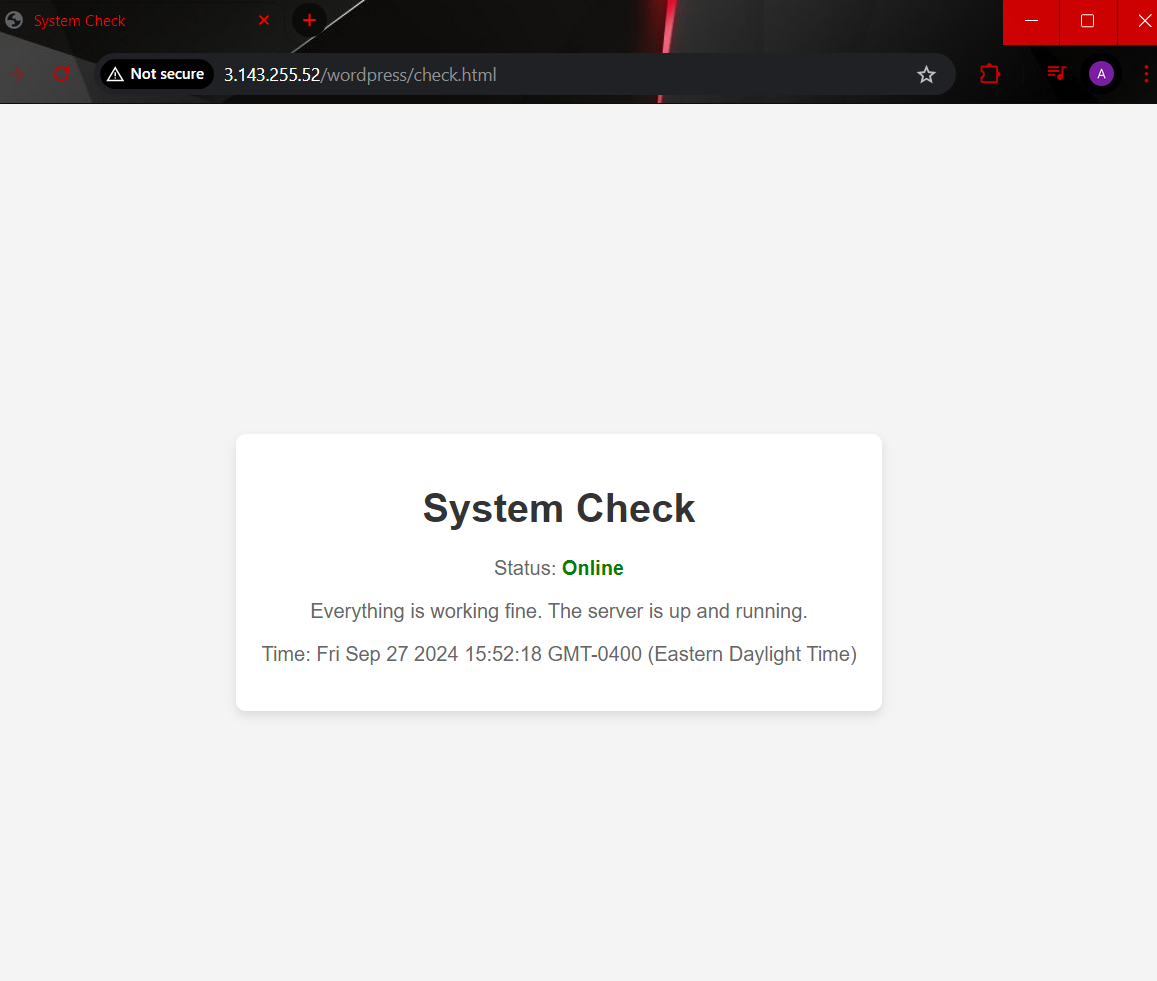 System Check
Not secure 3.143.255.52/wordpress/check.html
A
System Check
Status: Online
Everything is working fine. The server is up and running.
Time: Fri Sep 27 2024 15:52:18 GMT-0400 (Eastern Daylight Time)